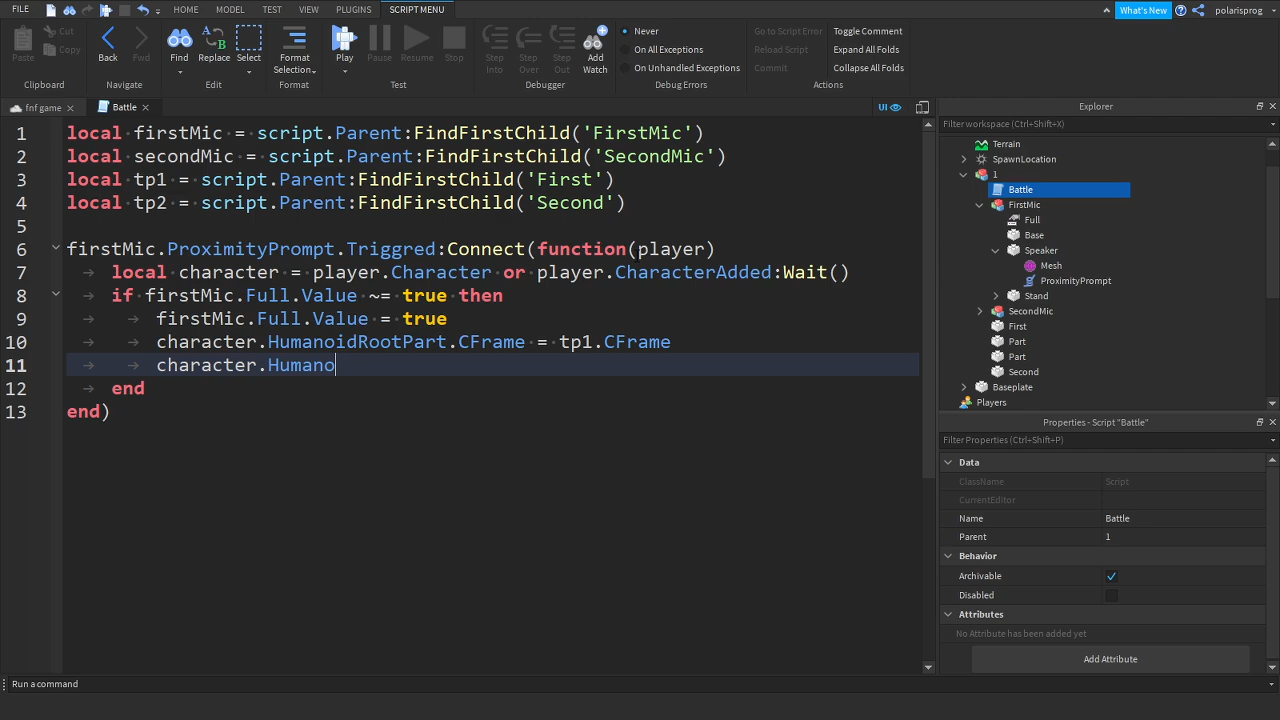 FILE HOME MODEL TEST VIEW PLUGINS SCRIPT MENU What's New polarisprog
Paste Cut Copy Back Fwd Find Replace Select Format Selection Play Pause Resume Stop Step Into Step Over Step Out Add Watch Never On All Exceptions On Unhandled Exceptions Go to Script Error Reload Script Commit Toggle Comment Expand All Folds Collapse All Folds
Clipboard Navigate Edit Format Test Debugger Debug Errors Actions
fnf game Battle UI Explorer
Filter workspace (Ctrl+Shift+X)
1 local firstMic = script.Parent:FindFirstChild('FirstMic')
2 local secondMic = script.Parent:FindFirstChild('SecondMic')
3 local tp1 = script.Parent:FindFirstChild('First')
4 local tp2 = script.Parent:FindFirstChild('Second')
5
6 firstMic.ProximityPrompt.Triggred:Connect(function(player)
7 local character = player.Character or player.CharacterAdded:Wait()
8 if firstMic.Full.Value ~= true then
9 firstMic.Full.Value = true
10 character.HumanoidRootPart.CFrame = tp1.CFrame
11 character.Humano
12 end
13 end)
Terrain
SpawnLocation
1
Battle
FirstMic
Full
Base
Speaker
Mesh
ProximityPrompt
Stand
SecondMic
First
Part
Part
Second
Baseplate
Players
Properties - Script "Battle"
Filter Properties (Ctrl+Shift+P)
Data
ClassName Script
CurrentEditor
Name Battle
Parent 1
Behavior
Archivable
Disabled
Attributes
No Attribute has been added yet
Add Attribute
Run a command